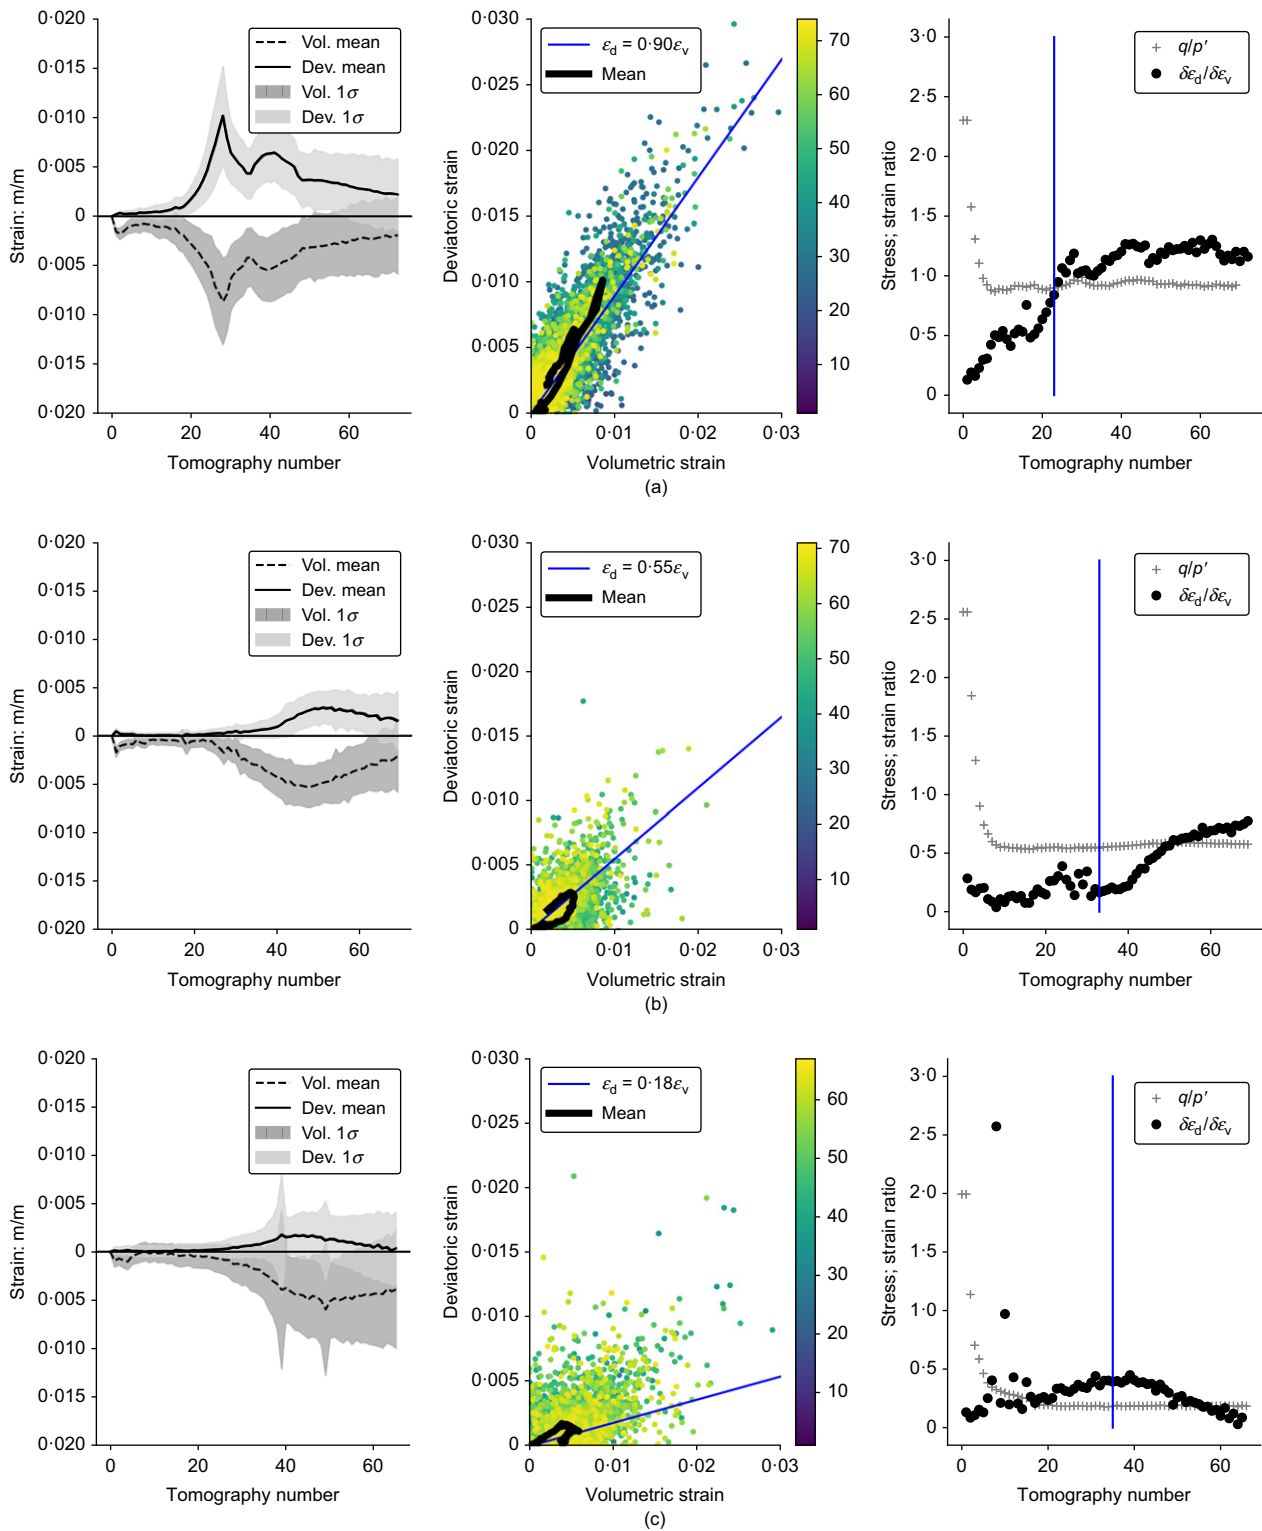 0·020
0·015
0·010
0·005
0
0·005
0·010
0·015
0·020
Strain: m/m
Vol. mean
Dev. mean
Vol. 1σ
Dev. 1σ
0 20 40 60
Tomography number
0·030
0·025
0·020
0·015
0·010
0·005
0
Deviatoric strain
εd = 0·90εv
Mean
0 0·01 0·02 0·03
Volumetric strain
70
60
50
40
30
20
10
3·0
2·5
2·0
1·5
1·0
0·5
0
Stress; strain ratio
q/p′
δεd/δεv
0 20 40 60
Tomography number
(a)
0·020
0·015
0·010
0·005
0
0·005
0·010
0·015
0·020
Strain: m/m
Vol. mean
Dev. mean
Vol. 1σ
Dev. 1σ
0 20 40 60
Tomography number
0·030
0·025
0·020
0·015
0·010
0·005
0
Deviatoric strain
εd = 0·55εv
Mean
0 0·01 0·02 0·03
Volumetric strain
70
60
50
40
30
20
10
3·0
2·5
2·0
1·5
1·0
0·5
0
Stress; strain ratio
q/p′
δεd/δεv
0 20 40 60
Tomography number
(b)
0·020
0·015
0·010
0·005
0
0·005
0·010
0·015
0·020
Strain: m/m
Vol. mean
Dev. mean
Vol. 1σ
Dev. 1σ
0 20 40 60
Tomography number
0·030
0·025
0·020
0·015
0·010
0·005
0
Deviatoric strain
εd = 0·18εv
Mean
0 0·01 0·02 0·03
Volumetric strain
60
50
40
30
20
10
3·0
2·5
2·0
1·5
1·0
0·5
0
Stress; strain ratio
q/p′
δεd/δεv
0 20 40 60
Tomography number
(c)